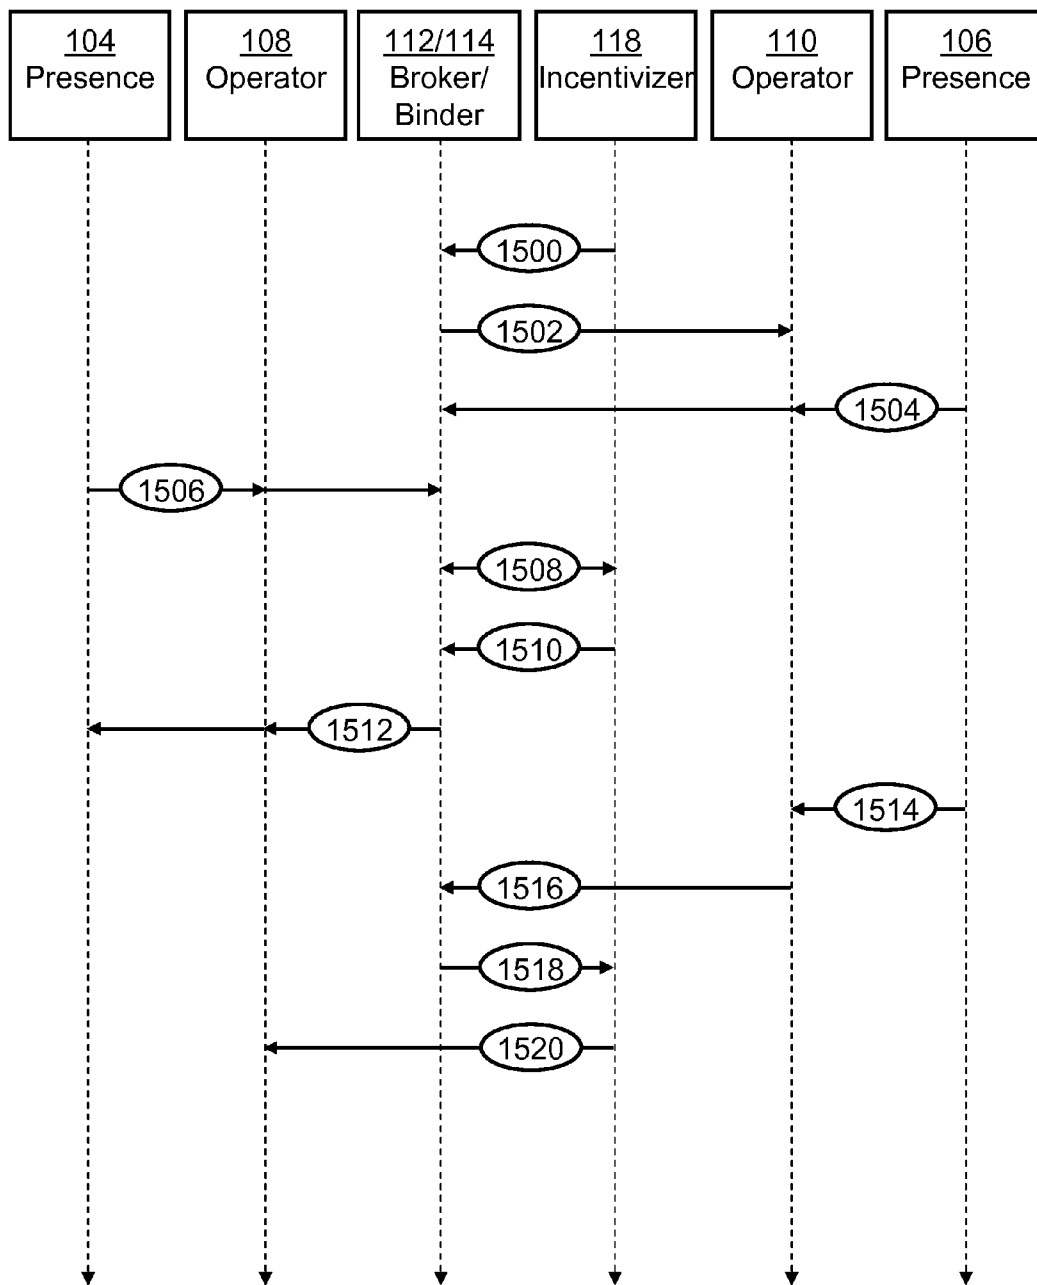 104
Presence
108
Operator
112/114
Broker/
Binder
118
Incentivizer
110
Operator
106
Presence
1500
1502
1504
1506
1508
1510
1512
1514
1516
1518
1520